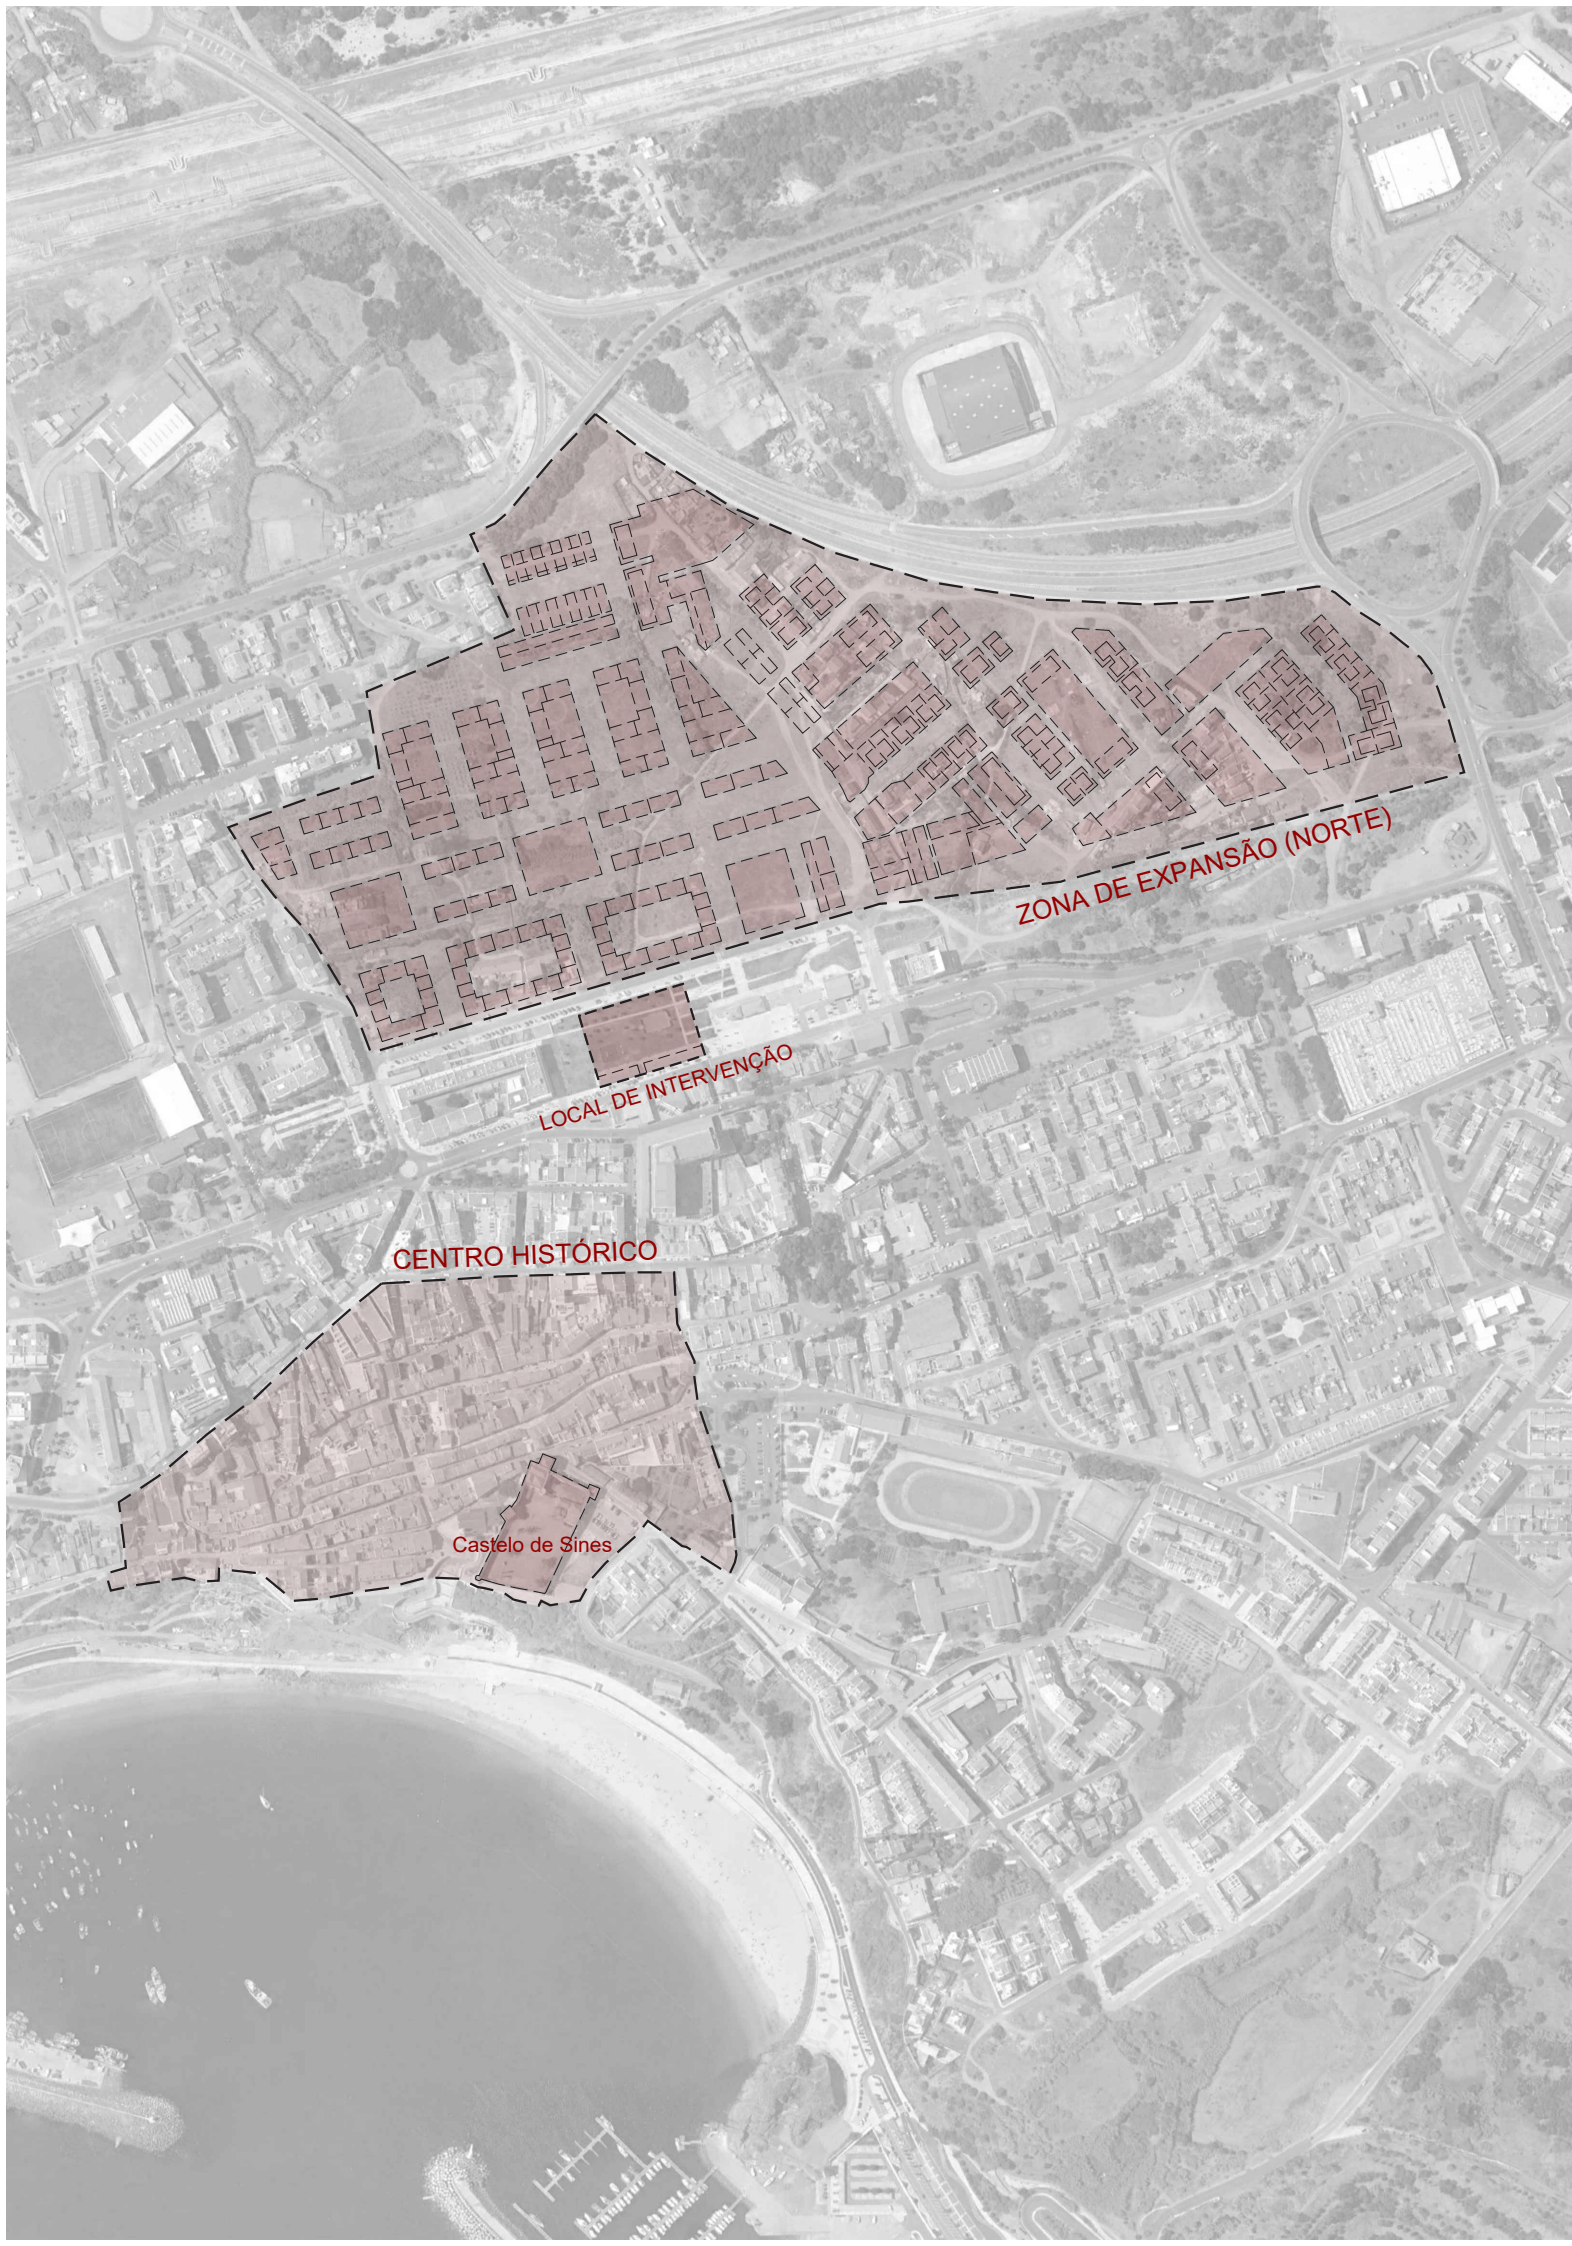 ZONA DE EXPANSÃO (NORTE)
LOCAL DE INTERVENÇÃO
CENTRO HISTÓRICO
Castelo de Sines